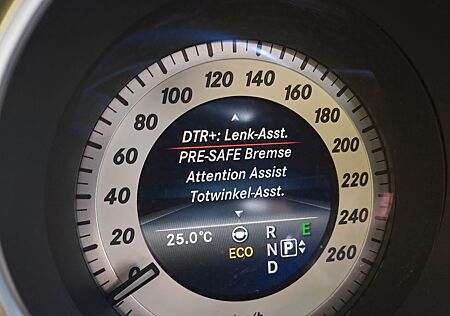 0
20
40
60
80
100
120
140
160
180
200
220
240
260
DTR+: Lenk-Asst.
PRE-SAFE Bremse
Attention Assist
Totwinkel-Asst.
25.0°C
ECO
R
N
D
P
E